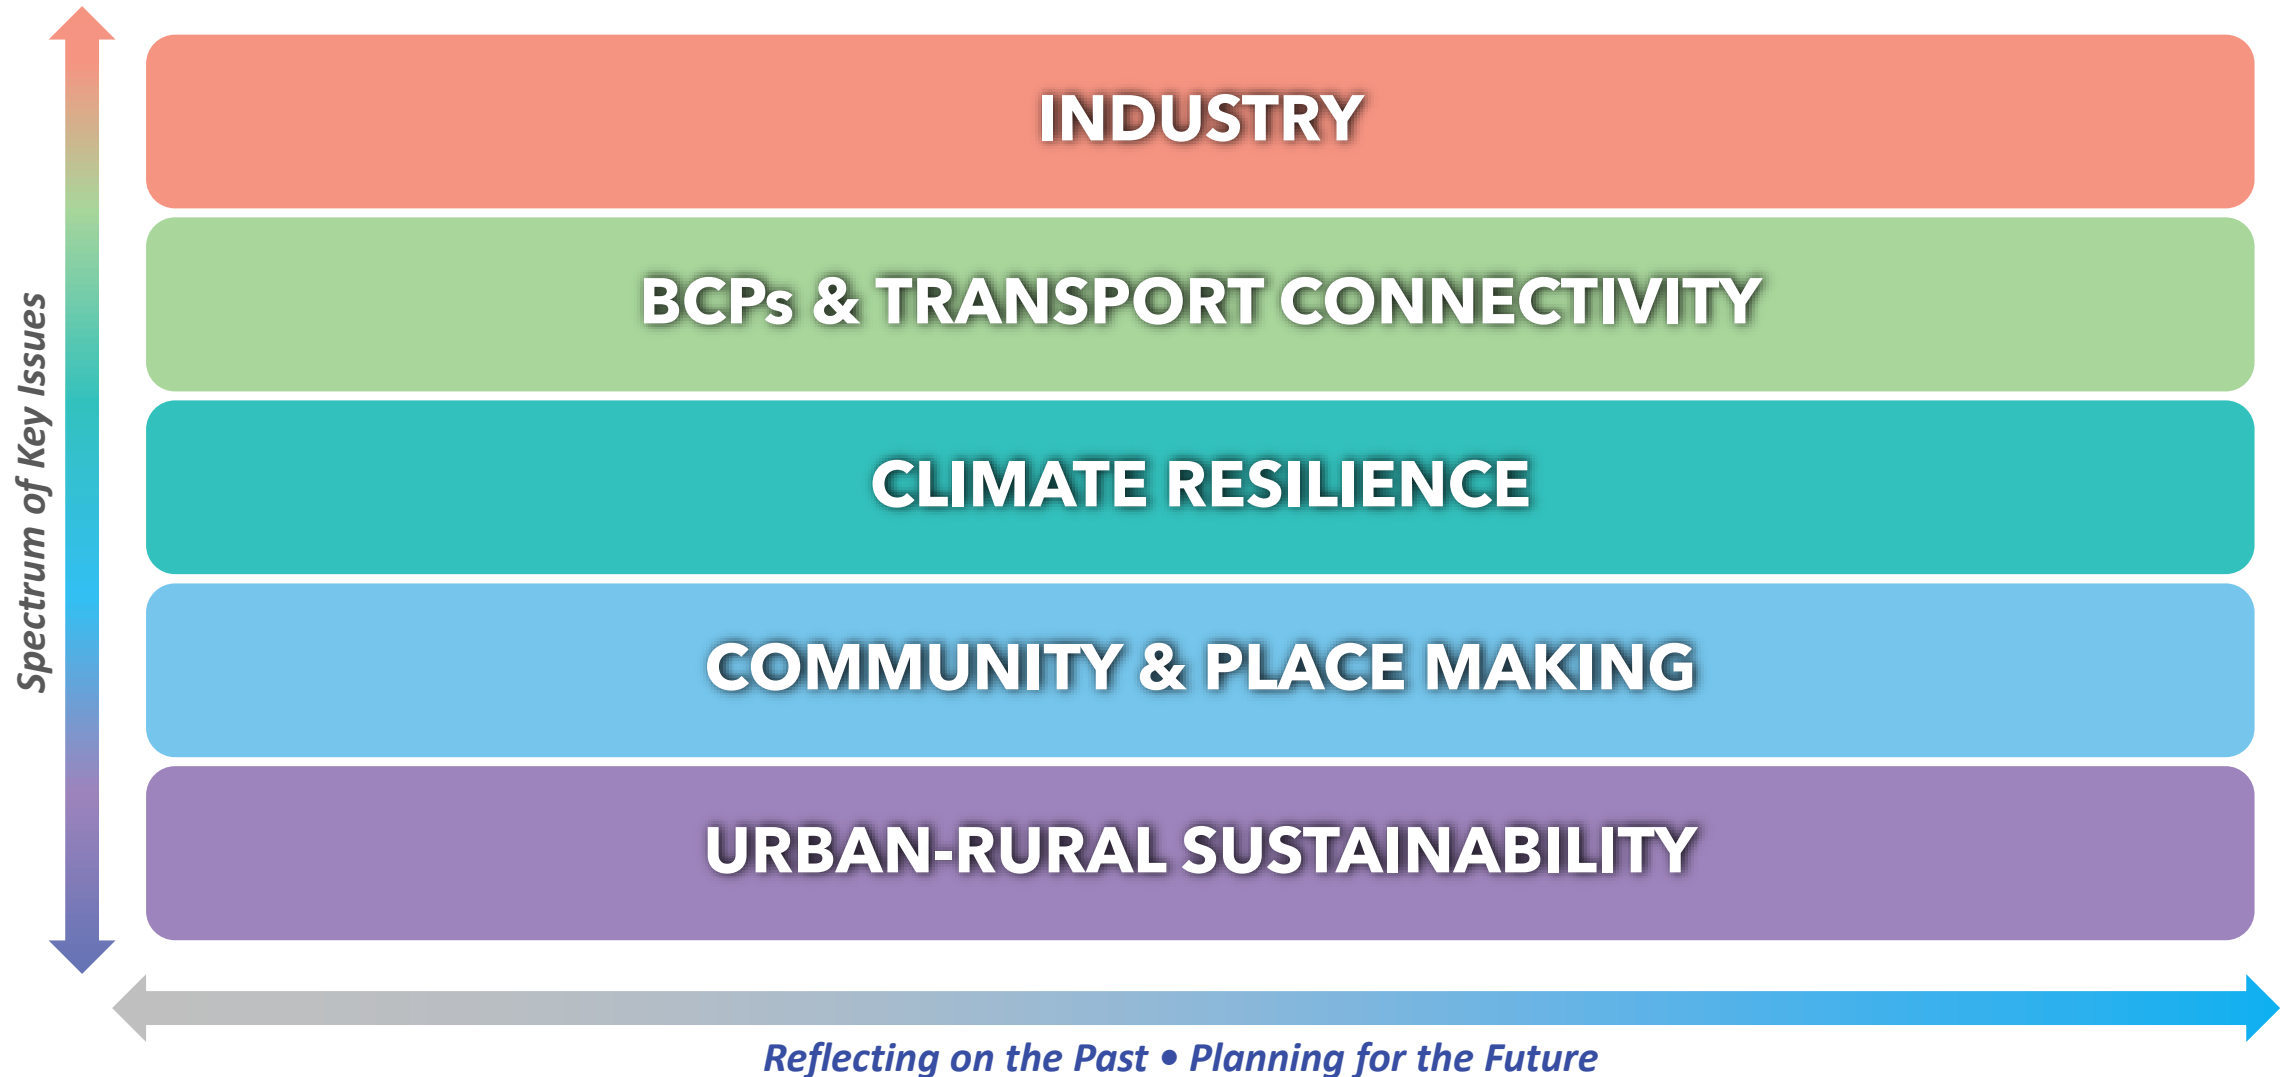 INDUSTRY
BCPs & TRANSPORT CONNECTIVITY
CLIMATE RESILIENCE
COMMUNITY & PLACE MAKING
URBAN-RURAL SUSTAINABILITY
Spectrum of Key Issues
Reflecting on the Past • Planning for the Future